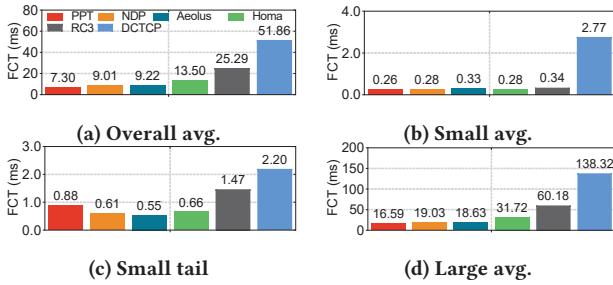 PPT NDP Aeolus Homa
RC3 DCTCP
FCT (ms)
80
60
40
20
0
7.30 9.01 9.22 13.50 25.29 51.86
(a) Overall avg.
FCT (ms)
4.0
2.0
0.0
0.26 0.28 0.33 0.28 0.34 2.77
(b) Small avg.
FCT (ms)
3.0
2.0
1.0
0.0
0.88 0.61 0.55 0.66 1.47 2.20
(c) Small tail
FCT (ms)
200
150
100
50
0
16.59 19.03 18.63 31.72 60.18 138.32
(d) Large avg.